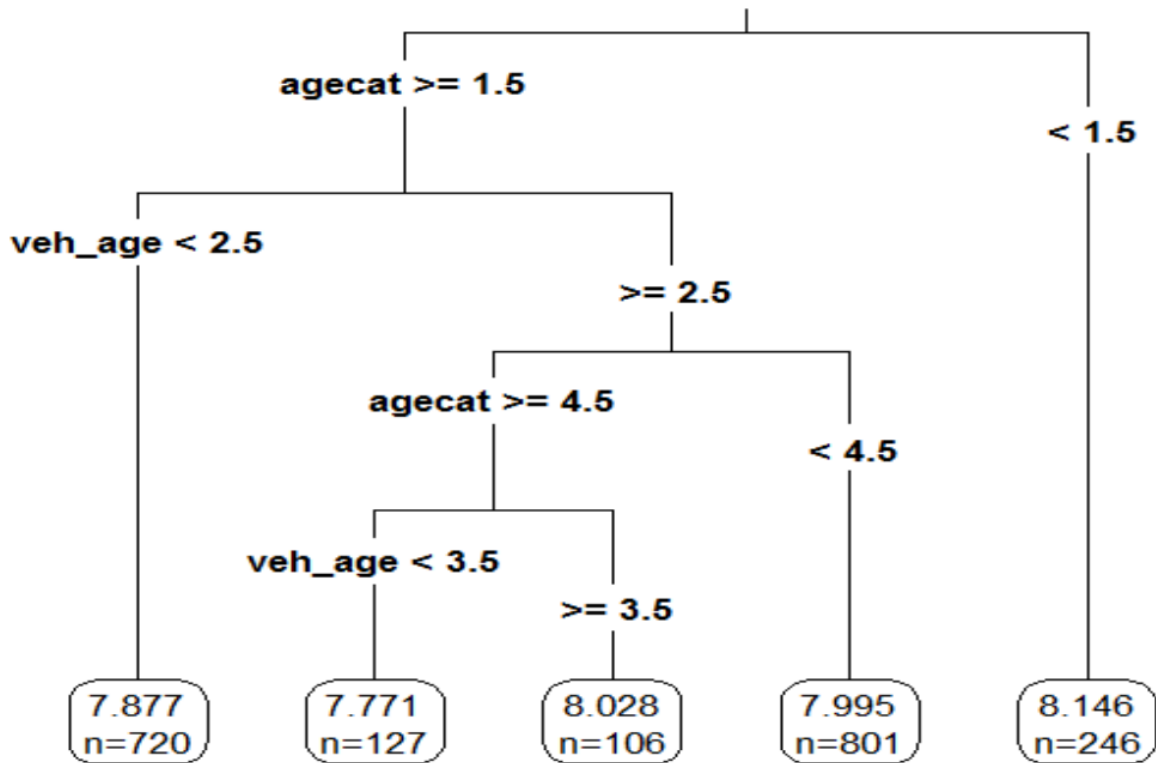 agecat >= 1.5
< 1.5
veh_age < 2.5
>= 2.5
agecat >= 4.5
< 4.5
veh_age < 3.5
>= 3.5
7.877
n=720
7.771
n=127
8.028
n=106
7.995
n=801
8.146
n=246